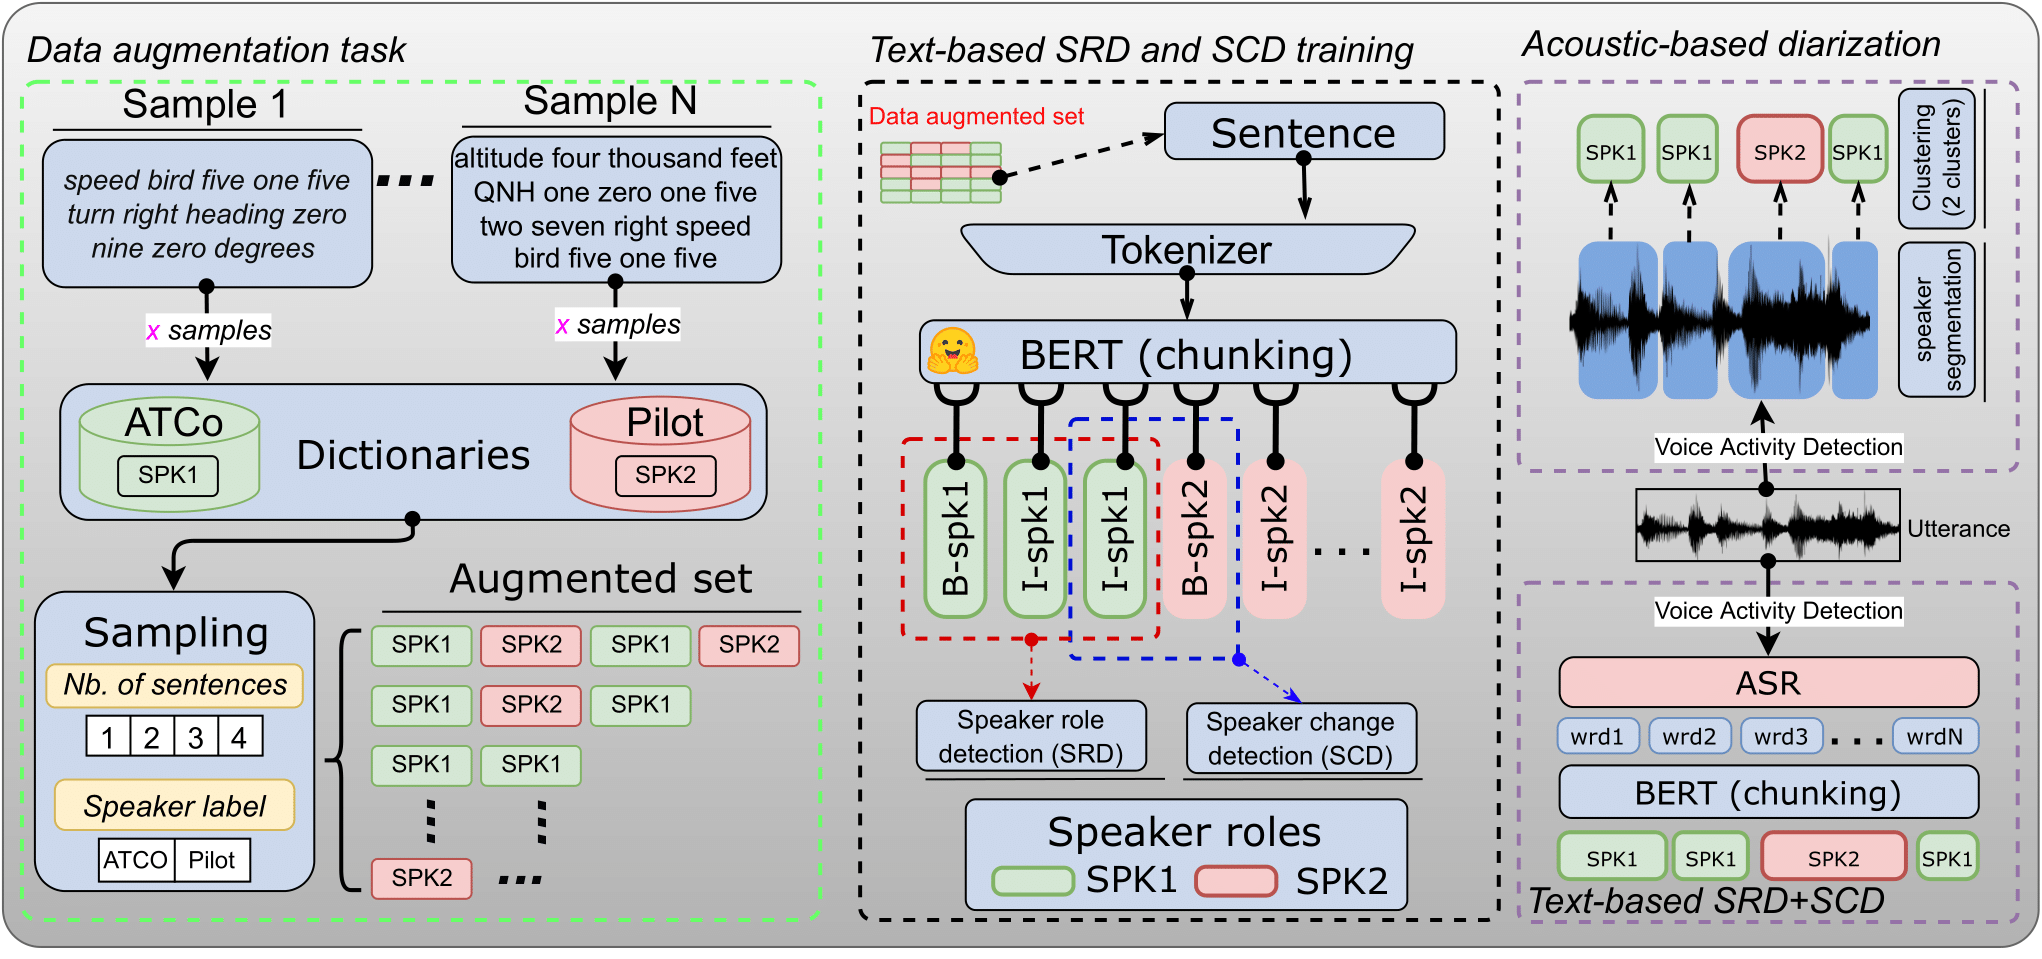 Data augmentation task
Sample 1
speed bird five one five
turn right heading zero
nine zero degrees
...
Sample N
altitude four thousand feet
QNH one zero one five
two seven right speed
bird five one five
x samples
x samples
ATCo
SPK1
Dictionaries
Pilot
SPK2
Sampling
Nb. of sentences
1 2 3 4
Speaker label
ATCO Pilot
Augmented set
SPK1 SPK2 SPK1 SPK2
SPK1 SPK2 SPK1
SPK1 SPK1
SPK2 ...
Text-based SRD and SCD training
Data augmented set
Sentence
Tokenizer
BERT (chunking)
B-spk1 I-spk1 I-spk1 B-spk2 I-spk2 ... I-spk2
Speaker role
detection (SRD)
Speaker change
detection (SCD)
Speaker roles
SPK1 SPK2
Acoustic-based diarization
SPK1 SPK1 SPK2 SPK1
Clustering
(2 clusters)
speaker
segmentation
Voice Activity Detection
Utterance
Voice Activity Detection
ASR
wrd1 wrd2 wrd3 ... wrdN
BERT (chunking)
SPK1 SPK1 SPK2 SPK1
Text-based SRD+SCD